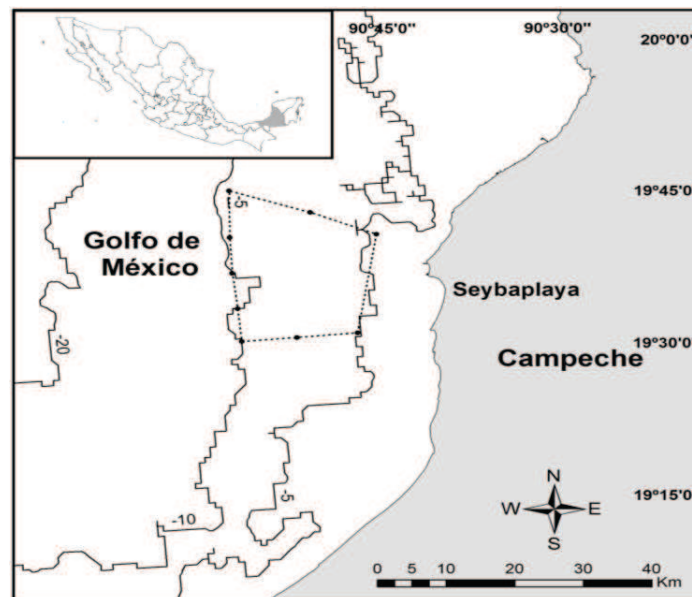 90º45'0"
90º30'0"
20º0'0
19º45'0
-5
Golfo de
México
Seybaplaya
-20
19º30'0
Campeche
-5
19º15'0
-10
N
W
E
S
0 5 10 20 30 40
Km